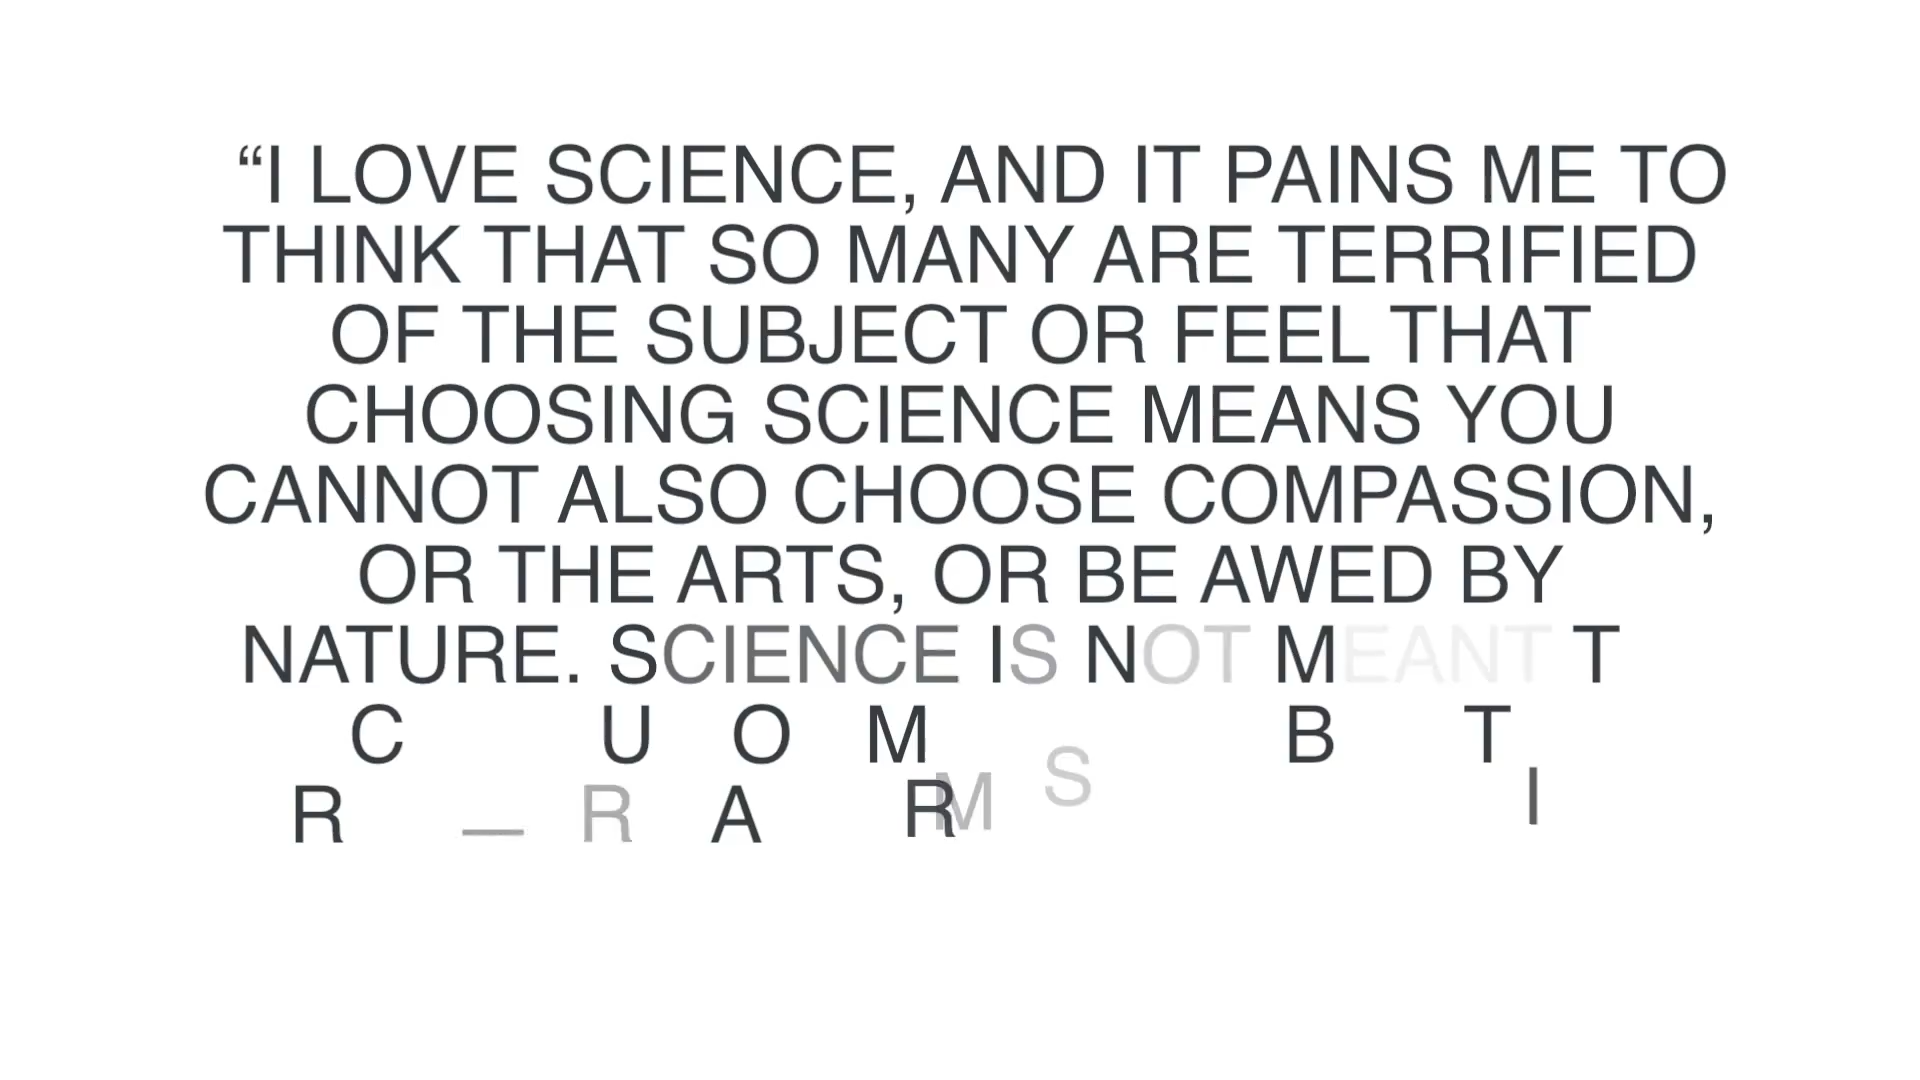 “I LOVE SCIENCE, AND IT PAINS ME TO
THINK THAT SO MANY ARE TERRIFIED
OF THE SUBJECT OR FEEL THAT
CHOOSING SCIENCE MEANS YOU
CANNOT ALSO CHOOSE COMPASSION,
OR THE ARTS, OR BE AWED BY
NATURE. SCIENCE IS NOT MEANT T
C U O M B T
R _ R A R M S I